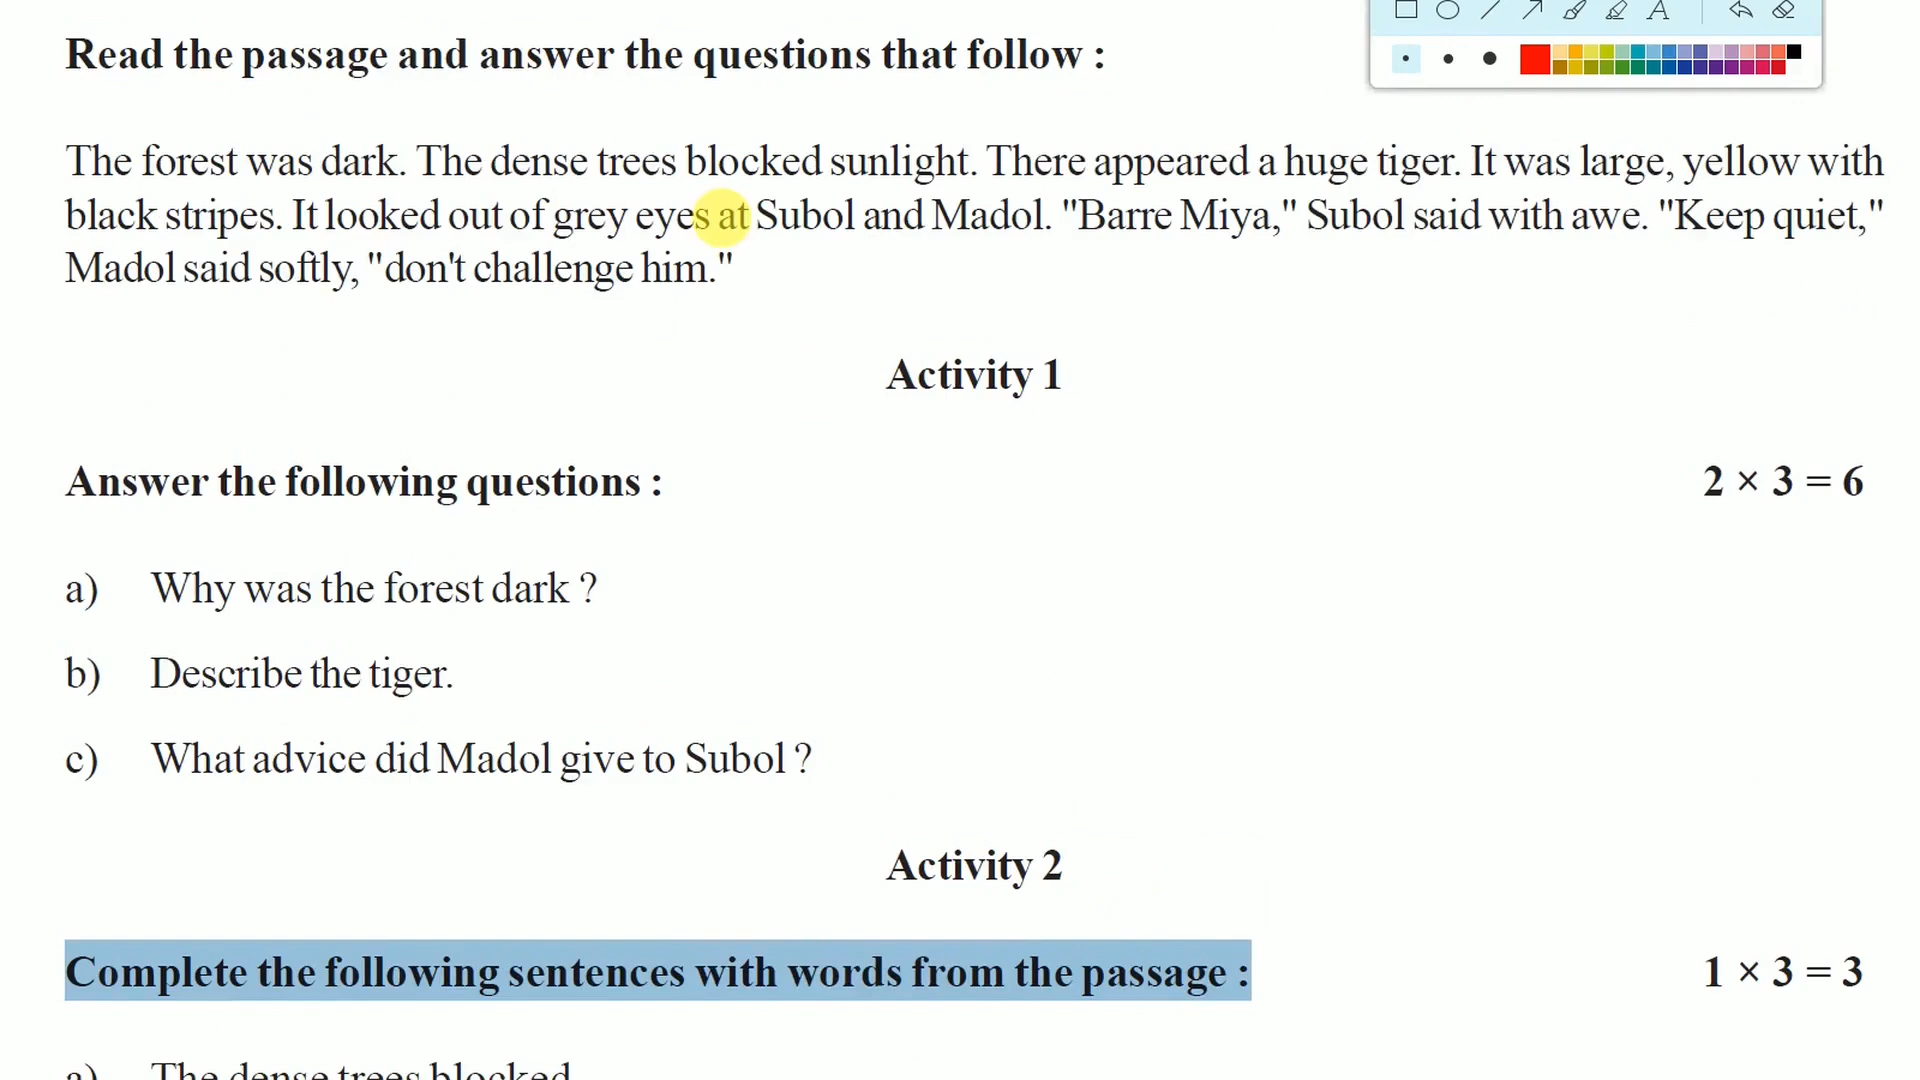 Read the passage and answer the questions that follow :
The forest was dark. The dense trees blocked sunlight. There appeared a huge tiger. It was large, yellow with
black stripes. It looked out of grey eyes at Subol and Madol. "Barre Miya," Subol said with awe. "Keep quiet,"
Madol said softly, "don't challenge him."
Activity 1
Answer the following questions : 2 × 3 = 6
a) Why was the forest dark ?
b) Describe the tiger.
c) What advice did Madol give to Subol ?
Activity 2
Complete the following sentences with words from the passage : 1 × 3 = 3
a) The dense trees blocked